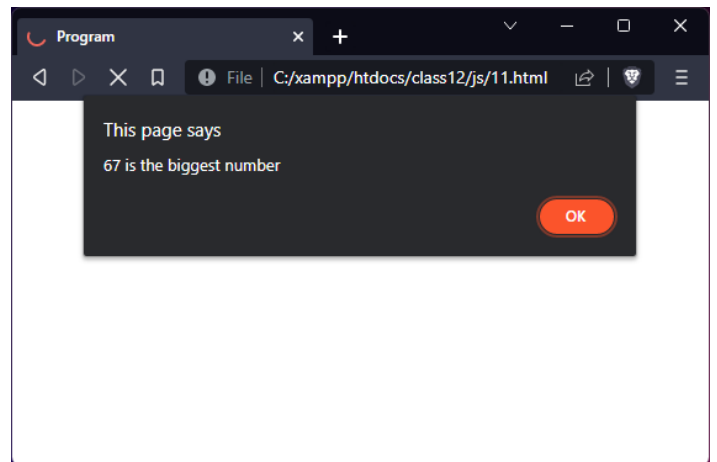 Program
File | C:/xampp/htdocs/class12/js/11.html
This page says
67 is the biggest number
OK